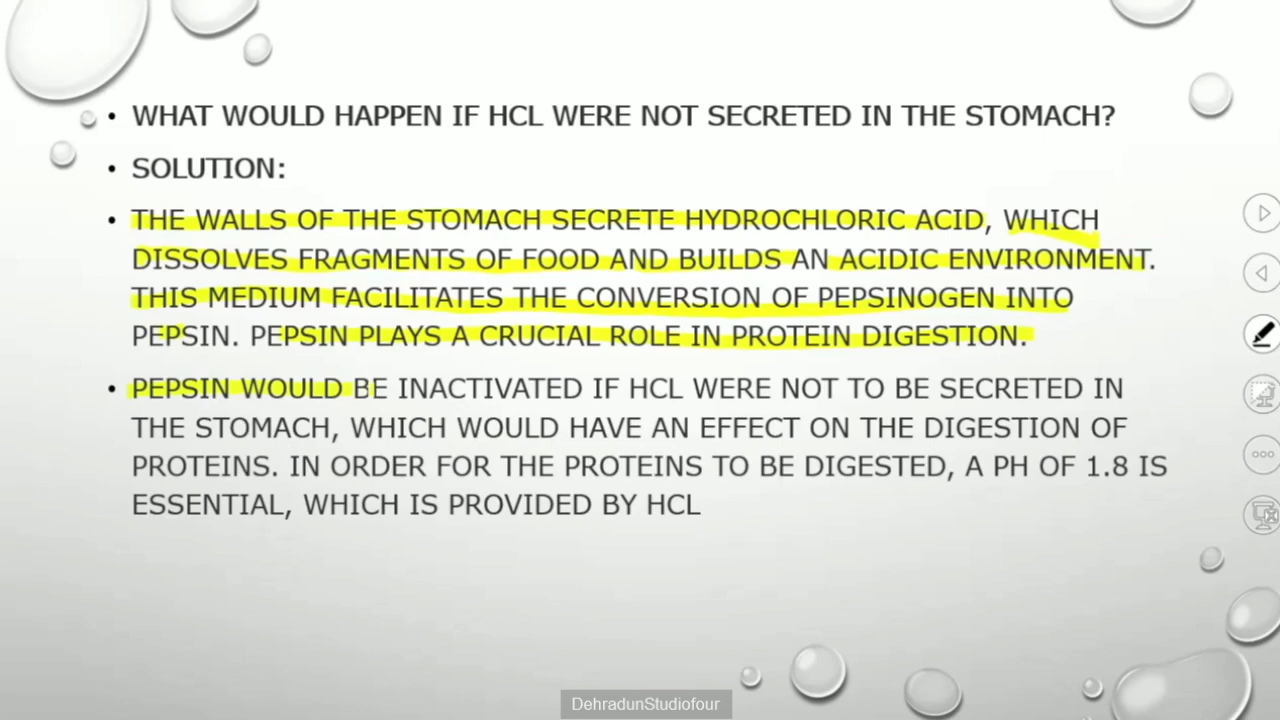 • WHAT WOULD HAPPEN IF HCL WERE NOT SECRETED IN THE STOMACH?
• SOLUTION:
• THE WALLS OF THE STOMACH SECRETE HYDROCHLORIC ACID, WHICH
DISSOLVES FRAGMENTS OF FOOD AND BUILDS AN ACIDIC ENVIRONMENT.
THIS MEDIUM FACILITATES THE CONVERSION OF PEPSINOGEN INTO
PEPSIN. PEPSIN PLAYS A CRUCIAL ROLE IN PROTEIN DIGESTION.
• PEPSIN WOULD BE INACTIVATED IF HCL WERE NOT TO BE SECRETED IN
THE STOMACH, WHICH WOULD HAVE AN EFFECT ON THE DIGESTION OF
PROTEINS. IN ORDER FOR THE PROTEINS TO BE DIGESTED, A PH OF 1.8 IS
ESSENTIAL, WHICH IS PROVIDED BY HCL
DehradunStudiofour